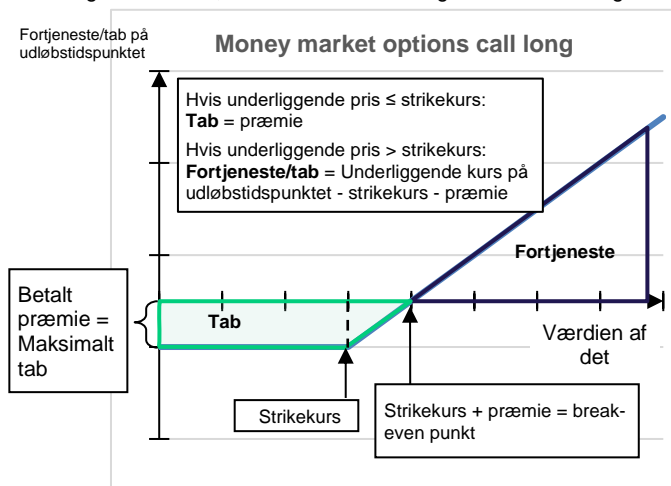 Fortjeneste/tab på
udløbstidspunktet
Money market options call long
Hvis underliggende pris ≤ strikekurs:
Tab = præmie
Hvis underliggende pris > strikekurs:
Fortjeneste/tab = Underliggende kurs på
udløbstidspunktet - strikekurs - præmie
Fortjeneste
Betalt
præmie =
Maksimalt
tab
Tab
Værdien af
det
Strikekurs
Strikekurs + præmie = break-
even punkt